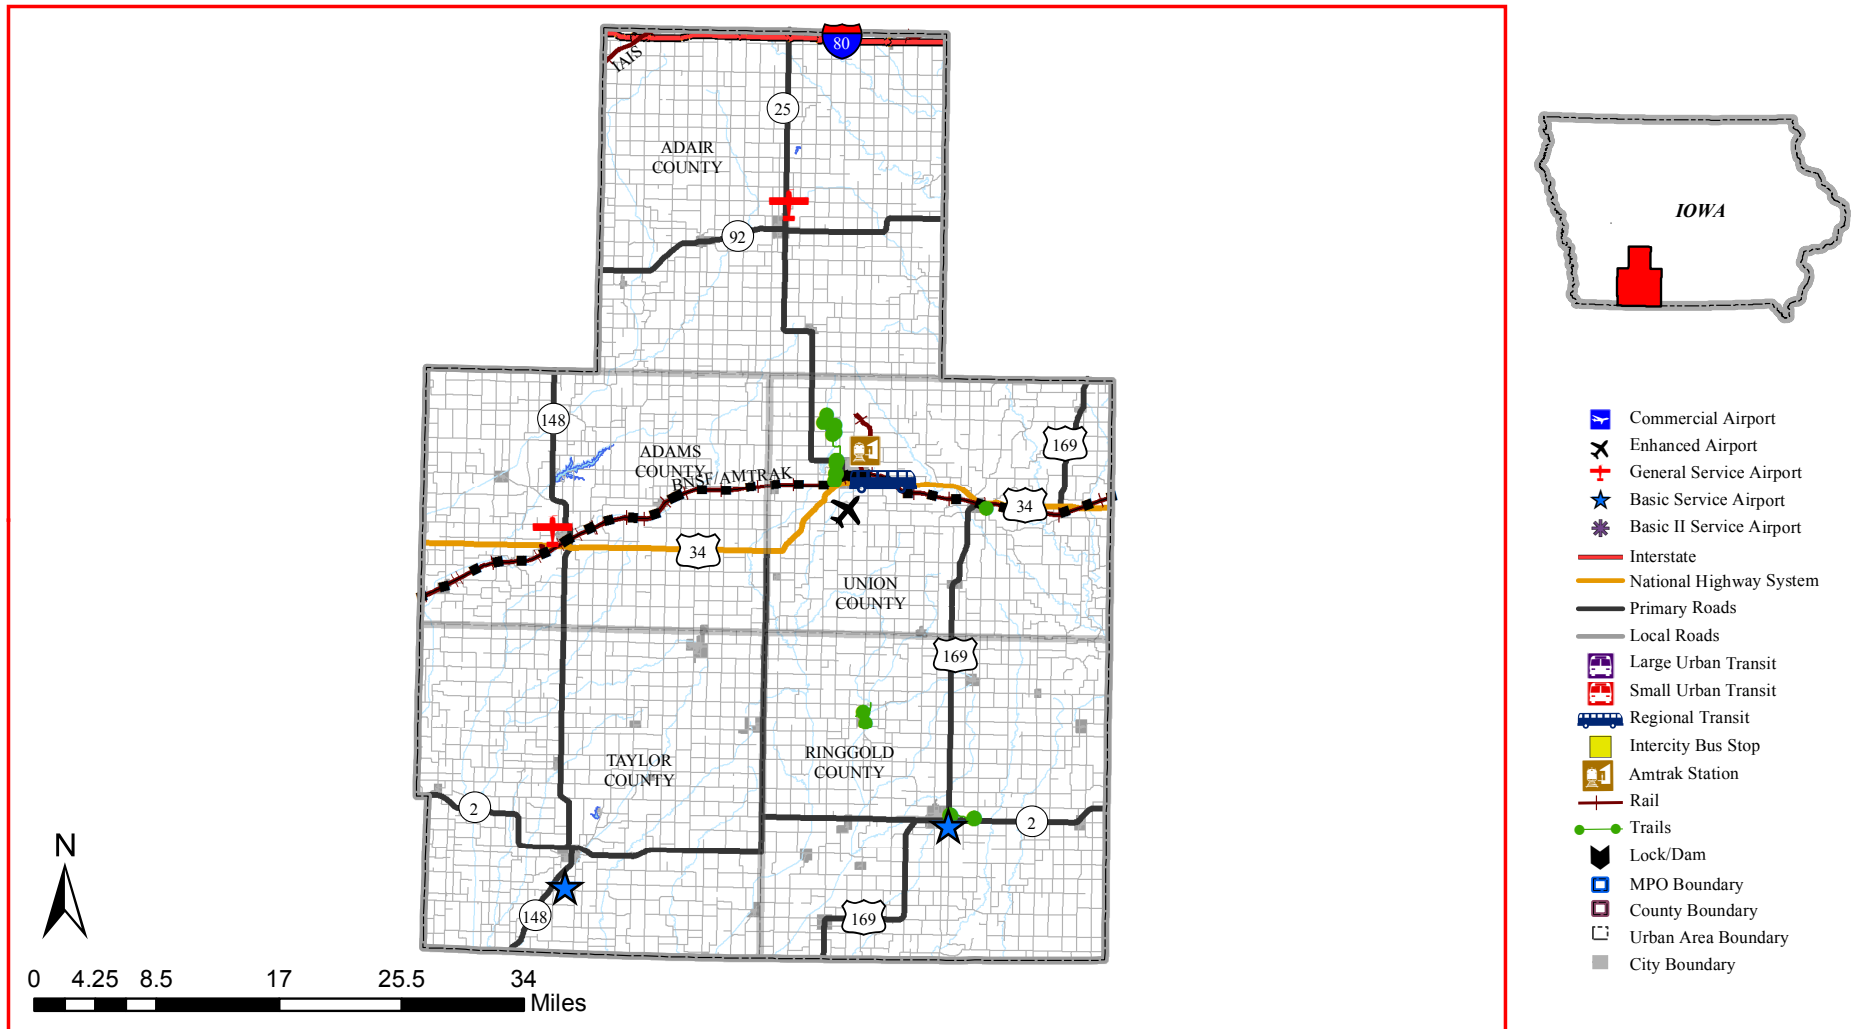 80
IAIS
25
ADAIR
COUNTY
92
IOWA
148
169
ADAMS
COUNTY
BNSF/AMTRAK
34
34
UNION
COUNTY
169
TAYLOR
COUNTY
RINGGOLD
COUNTY
2
2
148
169
N
0 4.25 8.5 17 25.5 34
Miles
Commercial Airport
Enhanced Airport
General Service Airport
Basic Service Airport
Basic II Service Airport
Interstate
National Highway System
Primary Roads
Local Roads
Large Urban Transit
Small Urban Transit
Regional Transit
Intercity Bus Stop
Amtrak Station
Rail
Trails
Lock/Dam
MPO Boundary
County Boundary
Urban Area Boundary
City Boundary